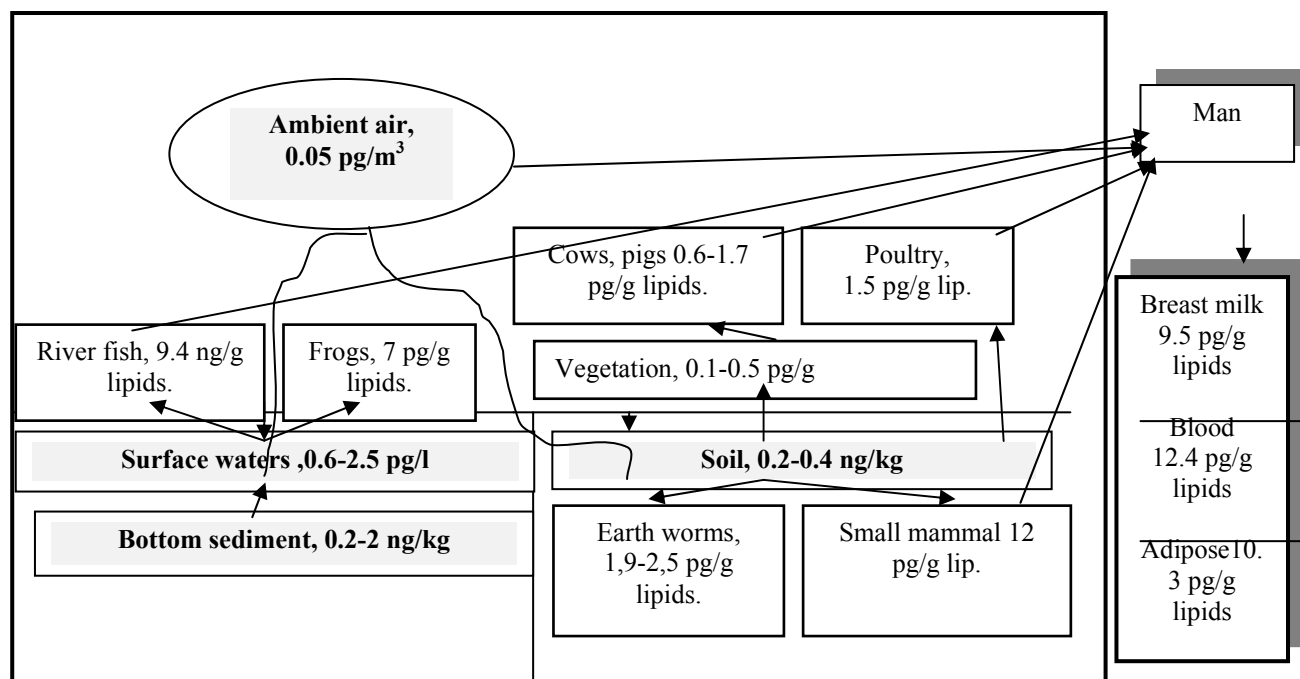 Ambient air,
0.05 pg/m³
Man
Cows, pigs 0.6-1.7
pg/g lipids.
Poultry,
1.5 pg/g lip.
River fish, 9.4 ng/g
lipids.
Frogs, 7 pg/g
lipids.
Vegetation, 0.1-0.5 pg/g
Breast milk
9.5 pg/g
lipids
Blood
12.4 pg/g
lipids
Adipose10.
3 pg/g
lipids
Surface waters ,0.6-2.5 pg/l
Soil, 0.2-0.4 ng/kg
Bottom sediment, 0.2-2 ng/kg
Earth worms,
1,9-2,5 pg/g
lipids.
Small mammal 12
pg/g lip.